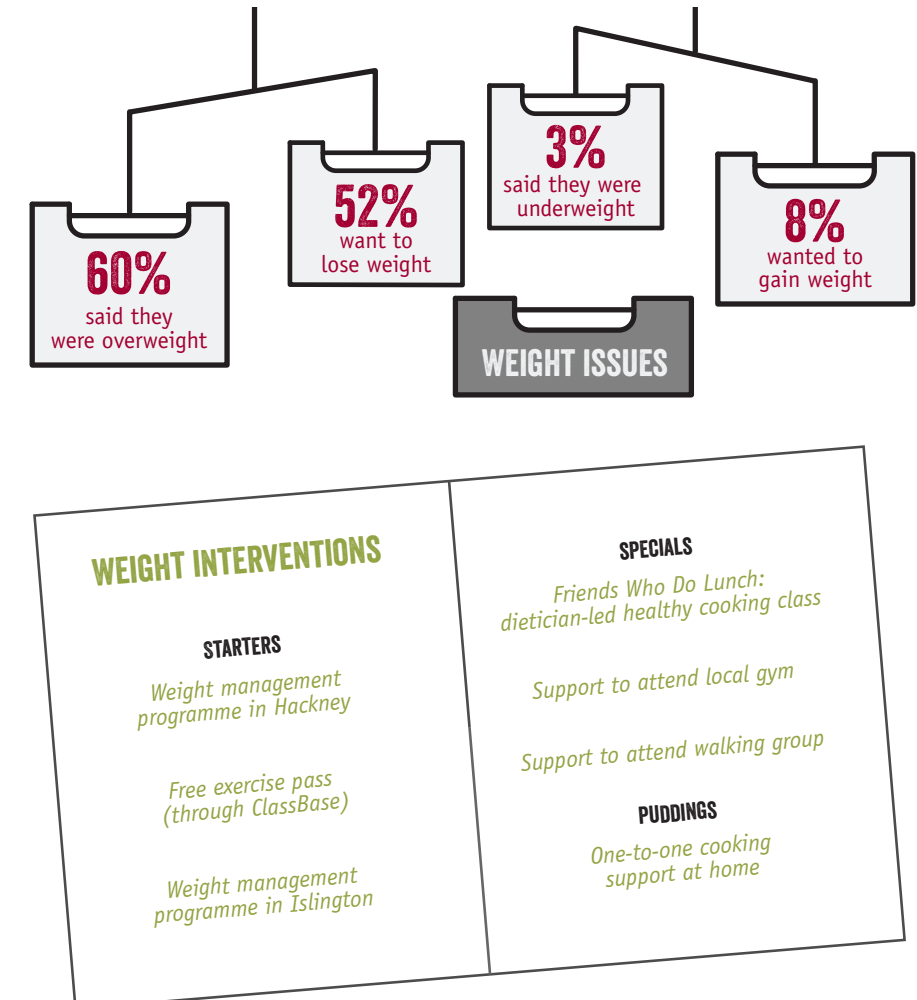 60%
said they
were overweight
52%
want to
lose weight
3%
said they were
underweight
8%
wanted to
gain weight
WEIGHT ISSUES
WEIGHT INTERVENTIONS
STARTERS
Weight management
programme in Hackney
Free exercise pass
(through ClassBase)
Weight management
programme in Islington
SPECIALS
Friends Who Do Lunch:
dietician-led healthy cooking class
Support to attend local gym
Support to attend walking group
PUDDINGS
One-to-one cooking
support at home